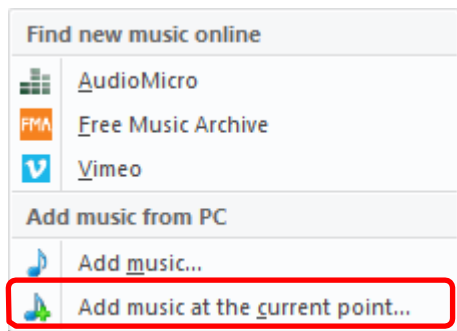 Find new music online
AudioMicro
FMA Free Music Archive
Vimeo
Add music from PC
Add music...
Add music at the current point...